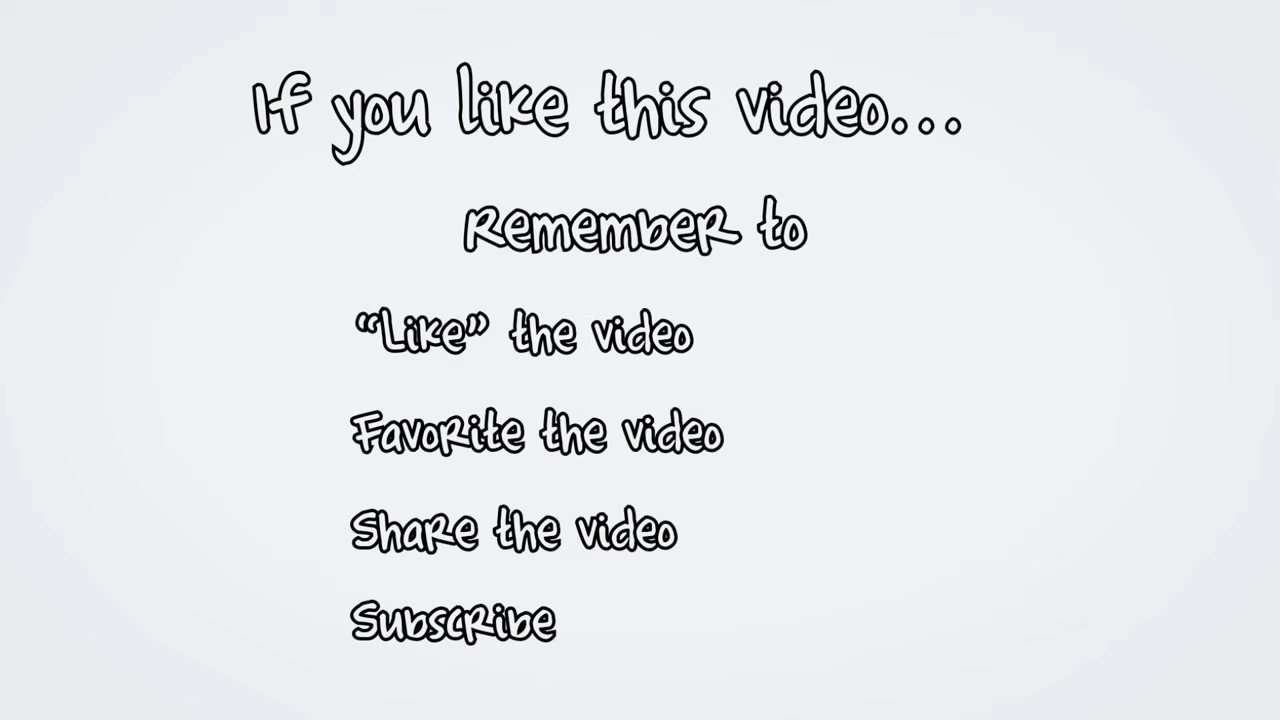 If you like this video...
Remember to
“Like” the video
Favorite the video
Share the video
Subscribe